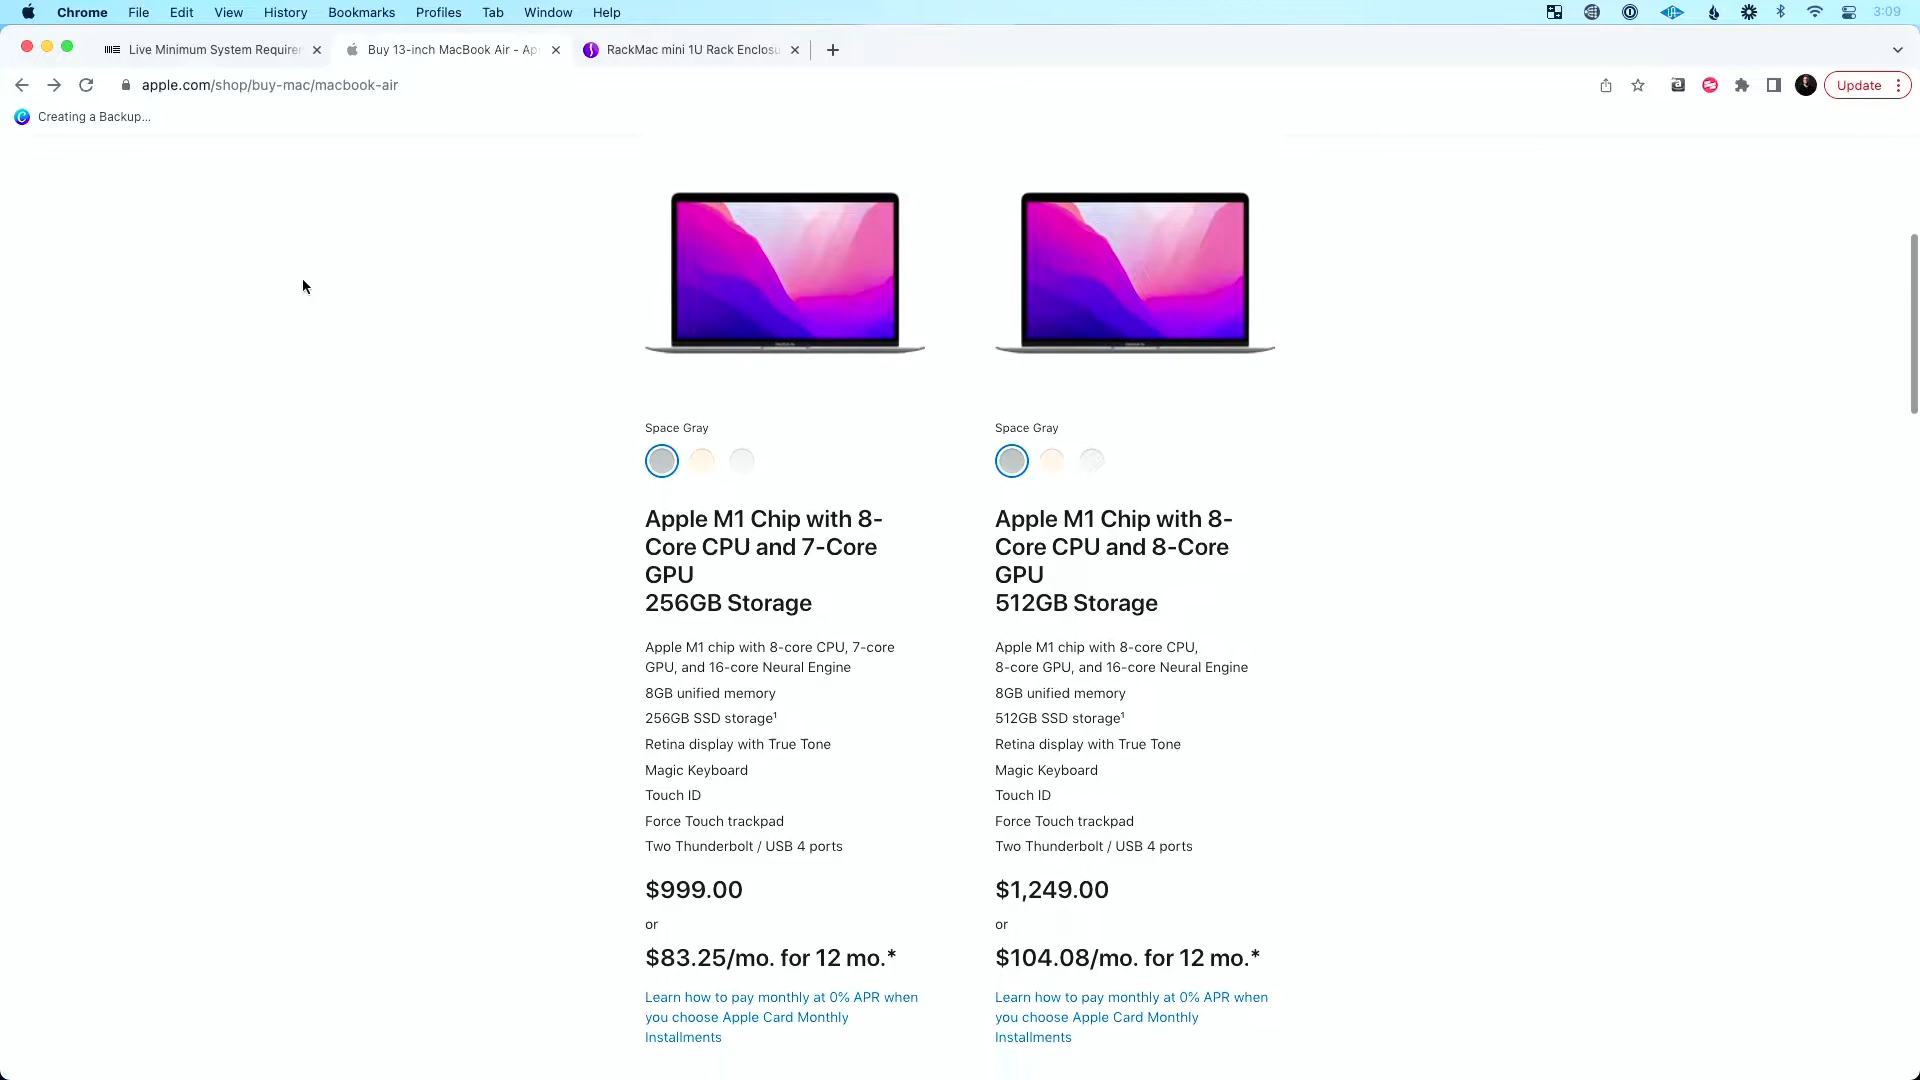 Chrome File Edit View History Bookmarks Profiles Tab Window Help 3:09
Live Minimum System Requirer
Buy 13-inch MacBook Air - Ap
RackMac mini 1U Rack Enclosu
apple.com/shop/buy-mac/macbook-air
Update
Creating a Backup...
Space Gray
Apple M1 Chip with 8-
Core CPU and 7-Core
GPU
256GB Storage
Apple M1 chip with 8-core CPU, 7-core
GPU, and 16-core Neural Engine
8GB unified memory
256GB SSD storage¹
Retina display with True Tone
Magic Keyboard
Touch ID
Force Touch trackpad
Two Thunderbolt / USB 4 ports
$999.00
or
$83.25/mo. for 12 mo.*
Learn how to pay monthly at 0% APR when
you choose Apple Card Monthly
Installments
Space Gray
Apple M1 Chip with 8-
Core CPU and 8-Core
GPU
512GB Storage
Apple M1 chip with 8-core CPU,
8-core GPU, and 16-core Neural Engine
8GB unified memory
512GB SSD storage¹
Retina display with True Tone
Magic Keyboard
Touch ID
Force Touch trackpad
Two Thunderbolt / USB 4 ports
$1,249.00
or
$104.08/mo. for 12 mo.*
Learn how to pay monthly at 0% APR when
you choose Apple Card Monthly
Installments